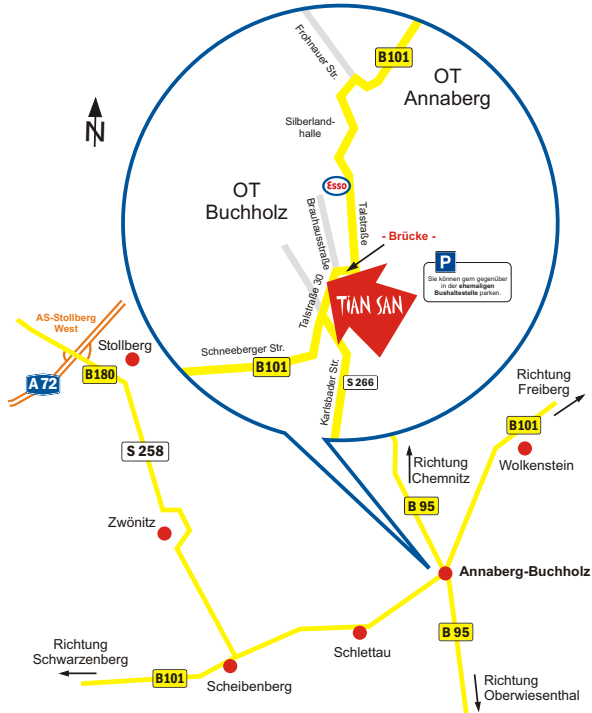 Frohnauer Str.
B101
OT
Annaberg
N
Silberland-
halle
Esso
OT
Buchholz
Brauhausstraße
Talstraße
- Brücke -
P
Sie können gern gegenüber
in der ehemaligen
Bushaltestelle parken.
Talstraße 30
TIAN SAN
AS-Stollberg
West
Stollberg
Schneeberger Str.
B101
Karlsbader Str.
S 266
A 72
B180
Richtung
Freiberg
B101
S 258
Richtung
Chemnitz
Wolkenstein
B 95
Zwönitz
Annaberg-Buchholz
B 95
Richtung
Schwarzenberg
Schlettau
B101
Scheibenberg
Richtung
Oberwiesenthal